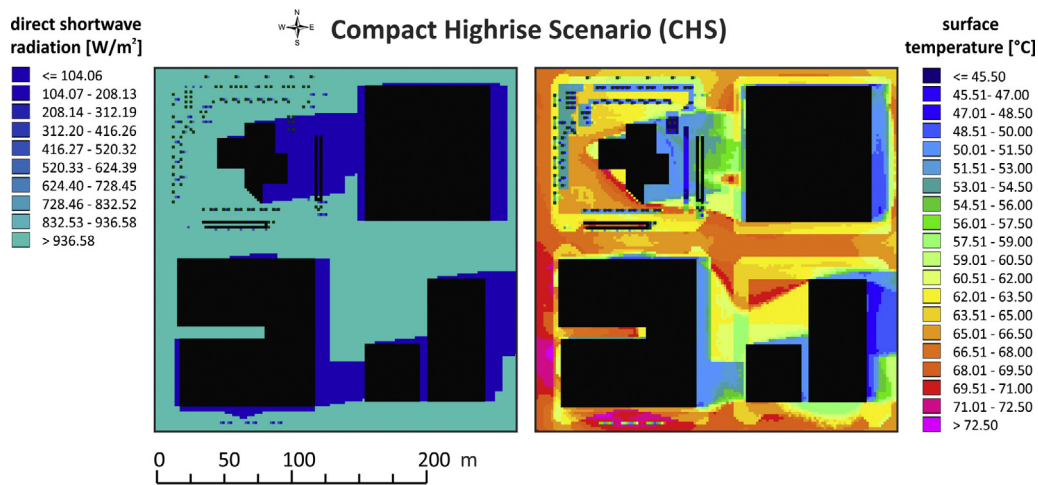 direct shortwave
radiation [W/m²]
<= 104.06
104.07 - 208.13
208.14 - 312.19
312.20 - 416.26
416.27 - 520.32
520.33 - 624.39
624.40 - 728.45
728.46 - 832.52
832.53 - 936.58
> 936.58
N
W E
S
Compact Highrise Scenario (CHS)
surface
temperature [°C]
<= 45.50
45.51 - 47.00
47.01 - 48.50
48.51 - 50.00
50.01 - 51.50
51.51 - 53.00
53.01 - 54.50
54.51 - 56.00
56.01 - 57.50
57.51 - 59.00
59.01 - 60.50
60.51 - 62.00
62.01 - 63.50
63.51 - 65.00
65.01 - 66.50
66.51 - 68.00
68.01 - 69.50
69.51 - 71.00
71.01 - 72.50
> 72.50
0 50 100 200 m